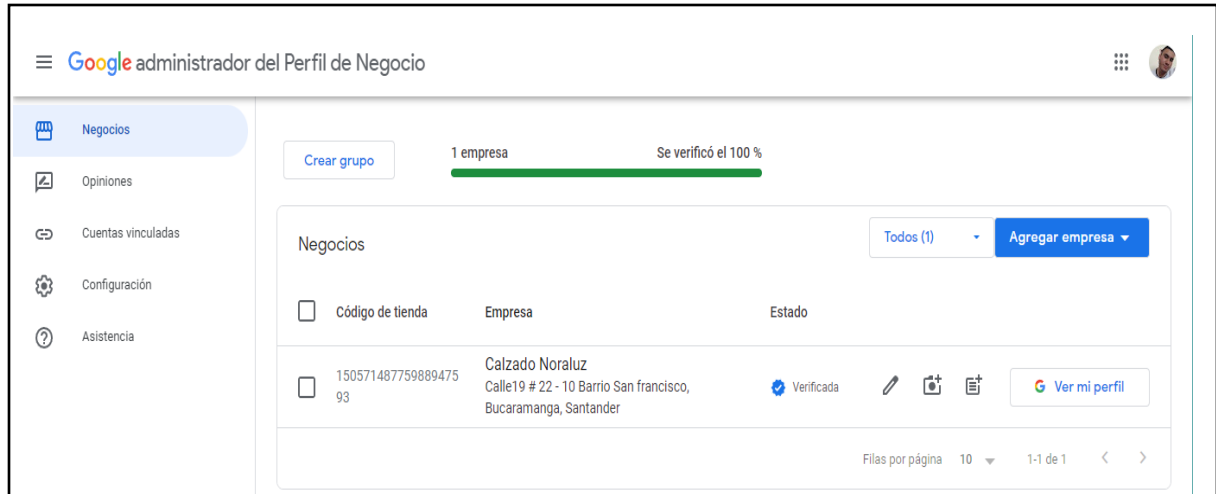 Google administrador del Perfil de Negocio
Negocios
Opiniones
Cuentas vinculadas
Configuración
Asistencia
Crear grupo
1 empresa Se verificó el 100 %
Negocios
Todos (1)
Agregar empresa
Código de tienda Empresa Estado
150571487759889475
93
Calzado Noraluz
Calle19 # 22 - 10 Barrio San francisco,
Bucaramanga, Santander
Verificada
G Ver mi perfil
Filas por página 10 1-1 de 1